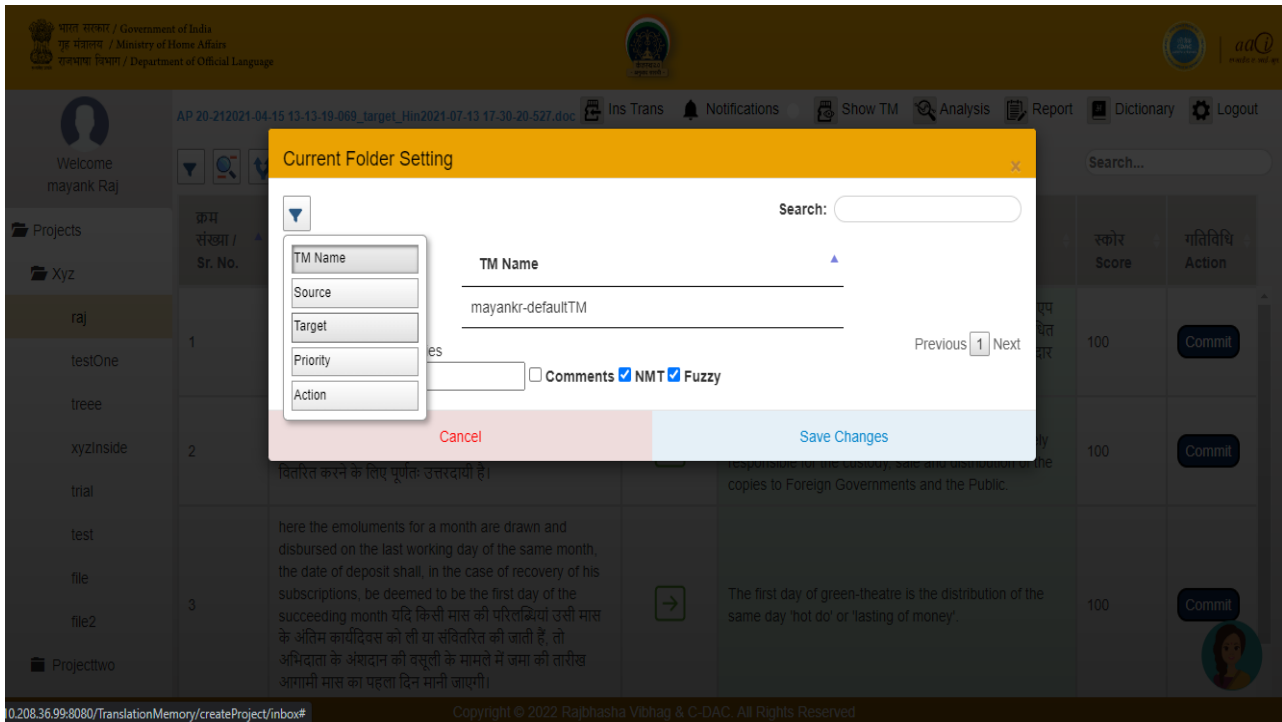 भारत सरकार / Government of India
गृह मंत्रालय / Ministry of Home Affairs
राजभाषा विभाग / Department of Official Language
Welcome
mayank Raj
AP 20-212021-04-15 13-13-19-069_target_Hin2021-07-13 17-30-20-527.doc
Ins Trans Notifications Show TM Analysis Report Dictionary Logout
Search...
Projects
Xyz
raj
testOne
treee
xyzInside
trial
test
file
file2
Projecttwo
क्रम
संख्या /
Sr. No.
स्कोर
Score
गतिविधि
Action
Current Folder Setting
×
Search:
TM Name
Source
Target
Priority
Action
TM Name
mayankr-defaultTM
es
Previous 1 Next
Comments NMT Fuzzy
Cancel
Save Changes
1
100
Commit
2
वितरित करने के लिए पूर्णतः उत्तरदायी है।
responsible for the custody, sale and distribution of the
copies to Foreign Governments and the Public.
100
Commit
3
here the emoluments for a month are drawn and
disbursed on the last working day of the same month,
the date of deposit shall, in the case of recovery of his
subscriptions, be deemed to be the first day of the
succeeding month यदि किसी मास की परिलब्धियां उसी मास
के अंतिम कार्यदिवस को ली या संवितरित की जाती हैं, तो
अभिदाता के अंशदान की वसूली के मामले में जमा की तारीख
आगामी मास का पहला दिन मानी जाएगी।
The first day of green-theatre is the distribution of the
same day 'hot do' or 'lasting of money'.
100
Commit
0.208.36.99:8080/TranslationMemory/createProject/inbox#
Copyright © 2022 Rajbhasha Vibhag & C-DAC. All Rights Reserved